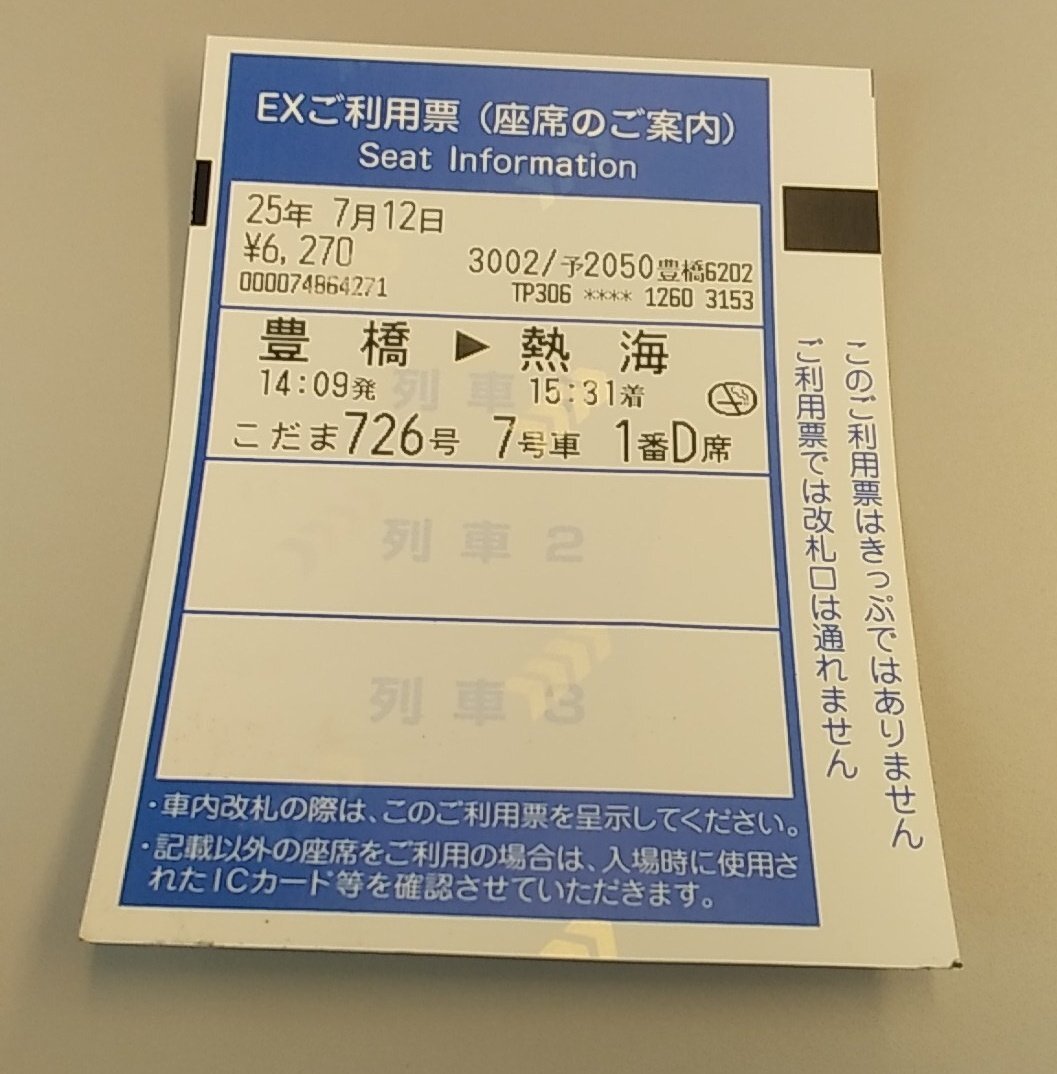 EXご利用票（座席のご案内）
Seat Information
25年 7月12日
¥6,270
3002/予2050豊橋6202
000074864271
TP306 **** 1260 3153
豊橋▶熱海
14:09発 15:31着
列車
こだま726号 7号車 1番D席
列車2
列車3
・車内改札の際は、このご利用票を呈示してください。
・記載以外の座席をご利用の場合は、入場時に使用さ
れたICカード等を確認させていただきます。
このご利用票はきっぷではありません
ご利用票では改札口は通れません